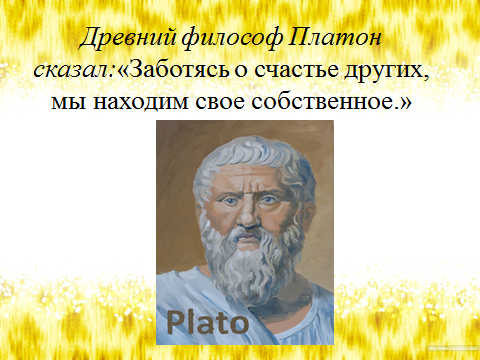 Древний философ Платон
сказал:«Заботясь о счастье других,
мы находим свое собственное.»
Plato